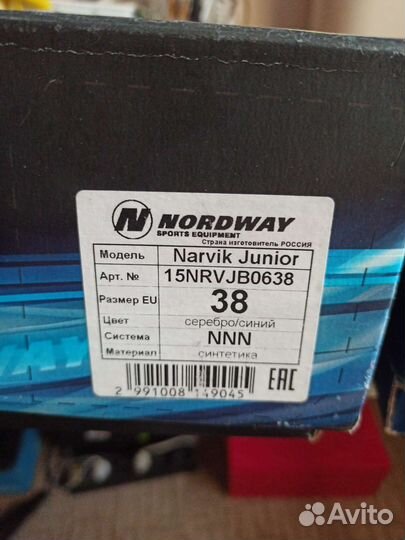 NORDWAY
SPORTS EQUIPMENT
Страна изготовитель РОССИЯ
Модель Narvik Junior
Арт. № 15NRVJB0638
Размер EU 38
Цвет серебро/синий
Система NNN
Материал синтетика
2 991008 149045
EAC
Avito